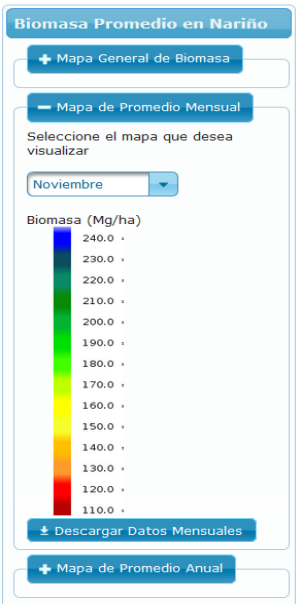 Biomasa Promedio en Nariño
Mapa General de Biomasa
Mapa de Promedio Mensual
Seleccione el mapa que desea
visualizar
Noviembre
Biomasa (Mg/ha)
240.0
230.0
220.0
210.0
200.0
190.0
180.0
170.0
160.0
150.0
140.0
130.0
120.0
110.0
Descargar Datos Mensuales
Mapa de Promedio Anual